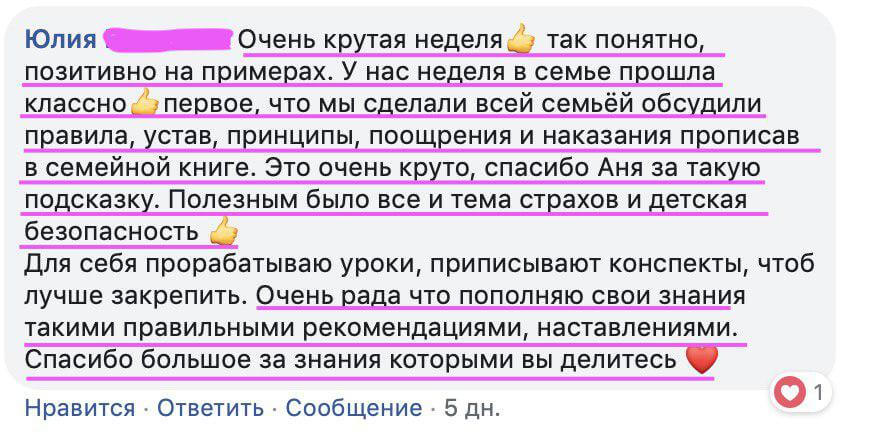 Юлия Очень крутая неделя👍 так понятно,
позитивно на примерах. У нас неделя в семье прошла
классно👍первое, что мы сделали всей семьёй обсудили
правила, устав, принципы, поощрения и наказания прописав
в семейной книге. Это очень круто, спасибо Аня за такую
подсказку. Полезным было все и тема страхов и детская
безопасность 👍
Для себя прорабатываю уроки, приписывают конспекты, чтоб
лучше закрепить. Очень рада что пополняю свои знания
такими правильными рекомендациями, наставлениями.
Спасибо большое за знания которыми вы делитесь ❤️
1
Нравится · Ответить · Сообщение · 5 дн.